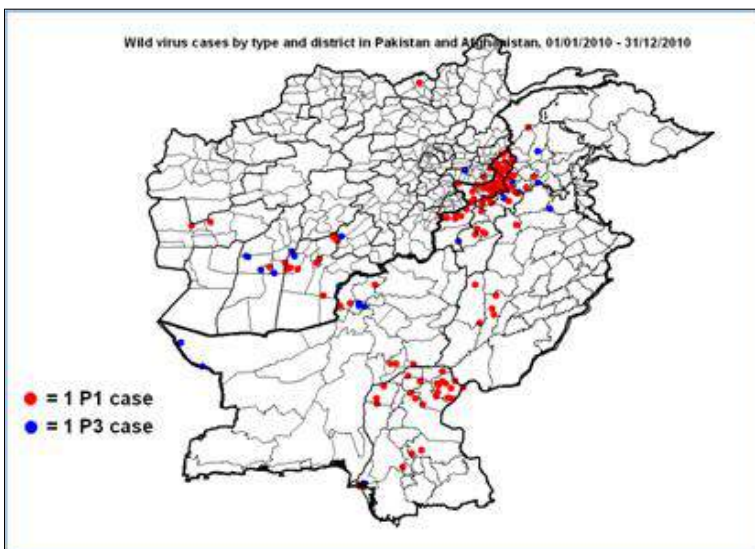 Wild virus cases by type and district in Pakistan and Afghanistan, 01/01/2010 - 31/12/2010
= 1 P1 case
= 1 P3 case